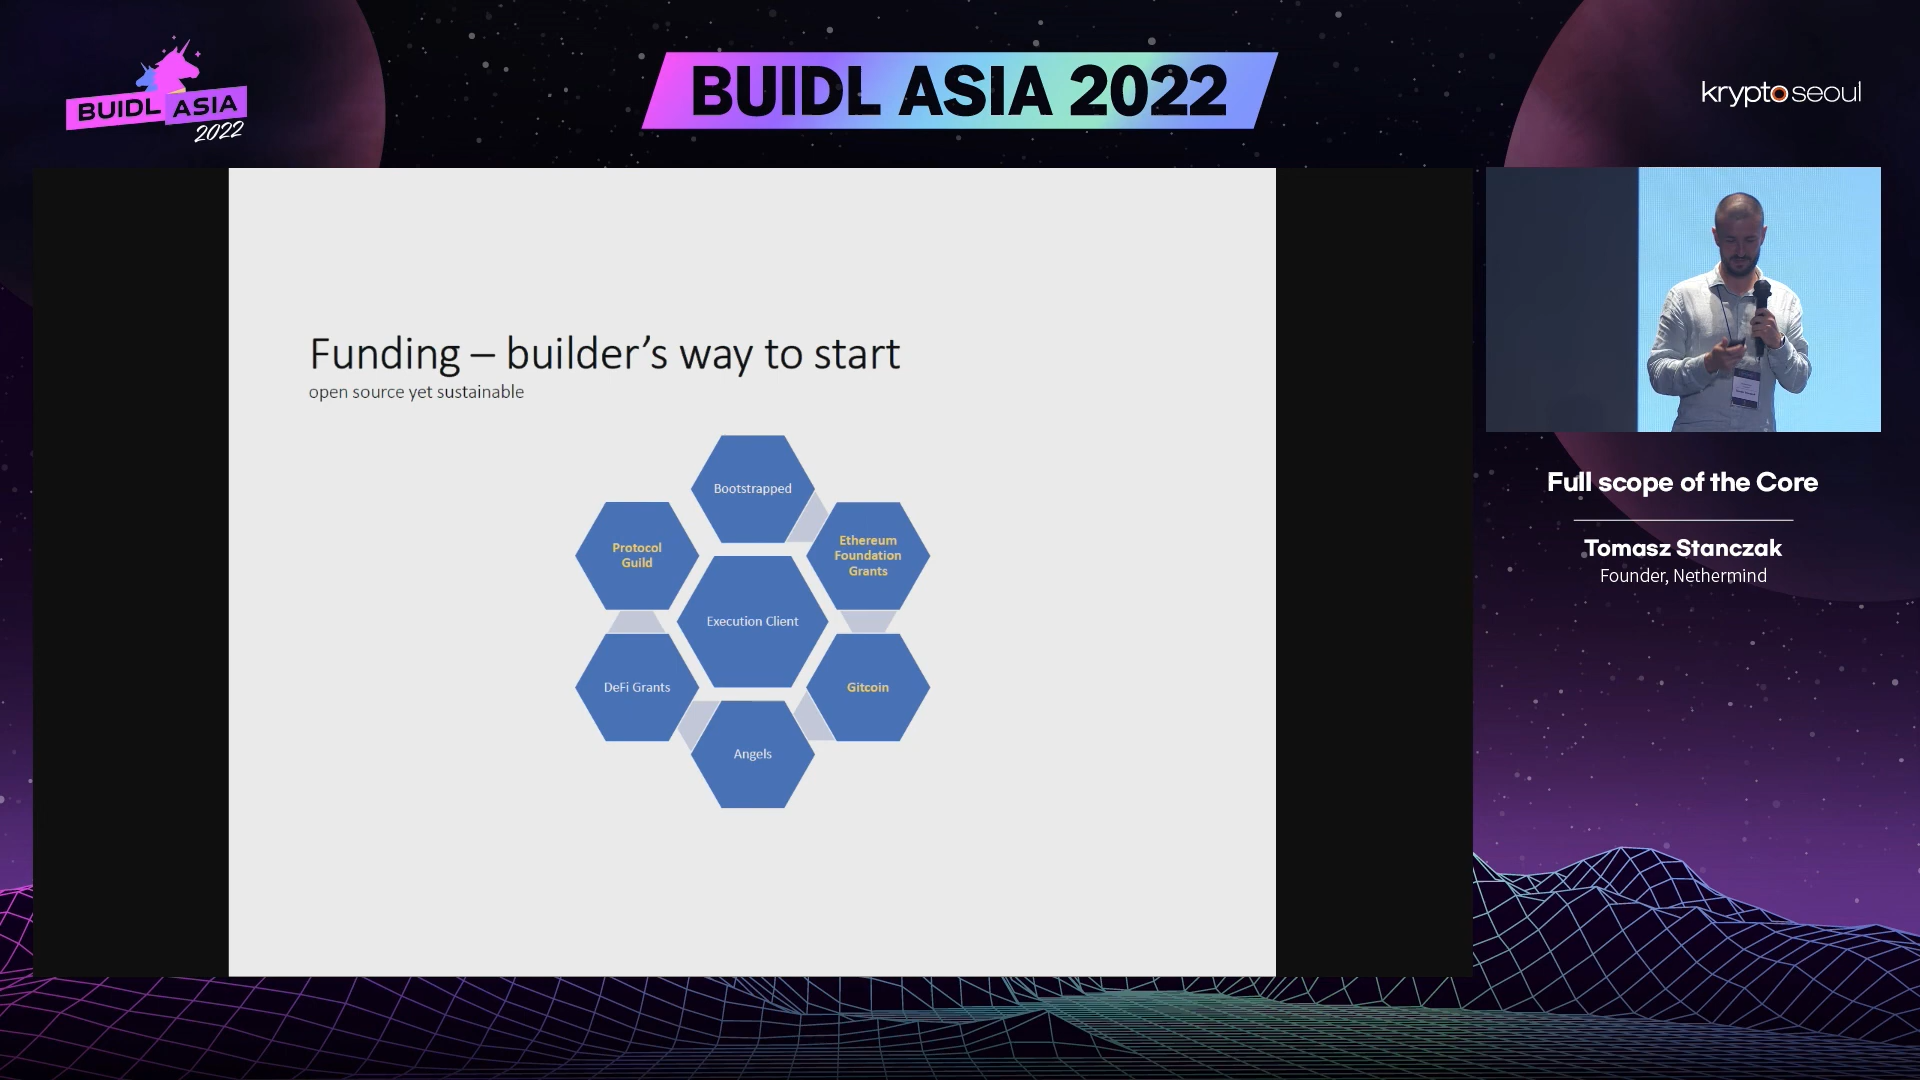 BUIDL ASIA
2022
BUIDL ASIA 2022
kryptoseoul
Funding – builder's way to start
open source yet sustainable
Bootstrapped
Protocol
Guild
Ethereum
Foundation
Grants
Execution Client
DeFi Grants
Gitcoin
Angels
Full scope of the Core
Tomasz Stanczak
Founder, Nethermind